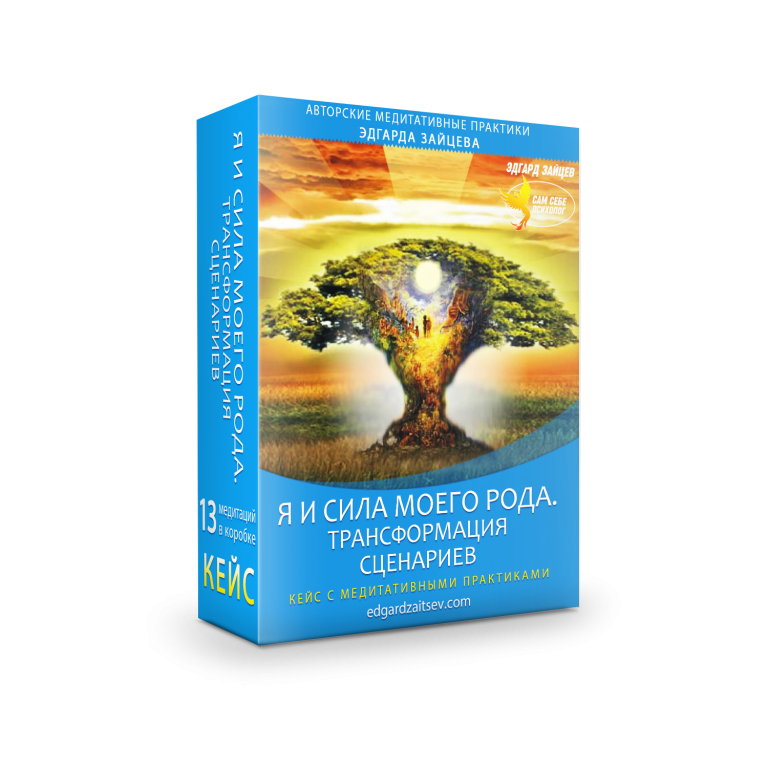 АВТОРСКИЕ МЕДИТАТИВНЫЕ ПРАКТИКИ
ЭДГАРДА ЗАЙЦЕВА
ЭДГАРД ЗАЙЦЕВ
САМ СЕБЕ
ПСИХОЛОГ
Я И СИЛА МОЕГО РОДА.
ТРАНСФОРМАЦИЯ
СЦЕНАРИЕВ
КЕЙС С МЕДИТАТИВНЫМИ ПРАКТИКАМИ
edgardzaitsev.com
Я И СИЛА МОЕГО РОДА.
ТРАНСФОРМАЦИЯ
СЦЕНАРИЕВ
13 медитаций
в коробке
КЕЙС